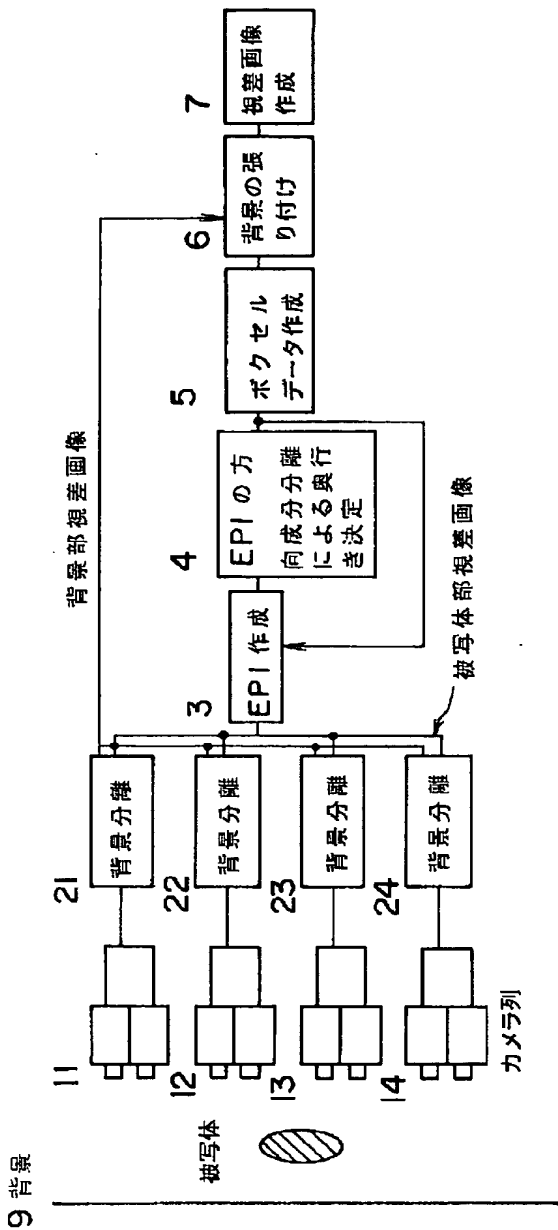 9 背景
被写体
11
12
13
14
カメラ列
21
背景分離
22
背景分離
23
背景分離
24
背景分離
背景部視差画像
被写体部視差画像
3
EPI作成
4
EPIの方
向成分分離
による奥行
き決定
5
ボクセル
データ作成
6
背景の張
り付け
7
視差画像
作成